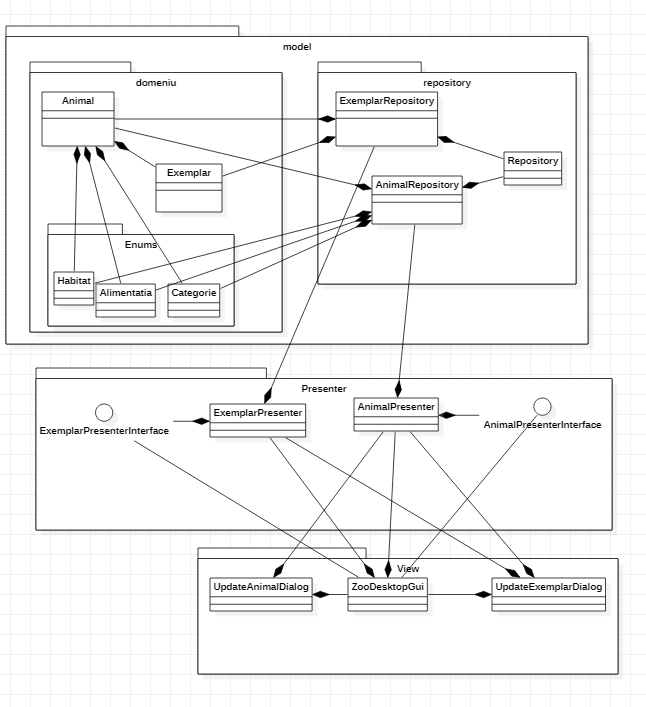 model
domeniu
repository
Animal
ExemplarRepository
Repository
Exemplar
AnimalRepository
Enums
Habitat
Alimentatia
Categorie
Presenter
ExemplarPresenterInterface
ExemplarPresenter
AnimalPresenter
AnimalPresenterInterface
View
UpdateAnimalDialog
ZooDesktopGui
UpdateExemplarDialog